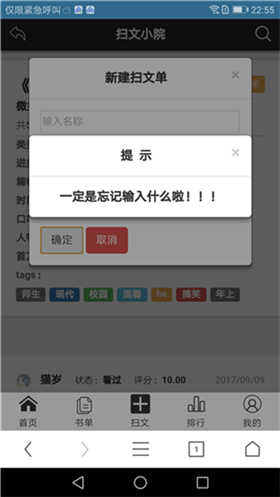 仅限紧急呼叫 22:55
扫文小院
《
单
新建扫文单 ×
微
共
输入名称
类
进
提 示 ×
篇
时
一定是忘记输入什么啦！！！
口
人
确定 取消
首
tags：
师生 现代 校园 温馨 he 搞笑 年上
猫岁 状态：看过 评分：10.00 2017/09/09
首页 书单 扫文 排行 我的
1